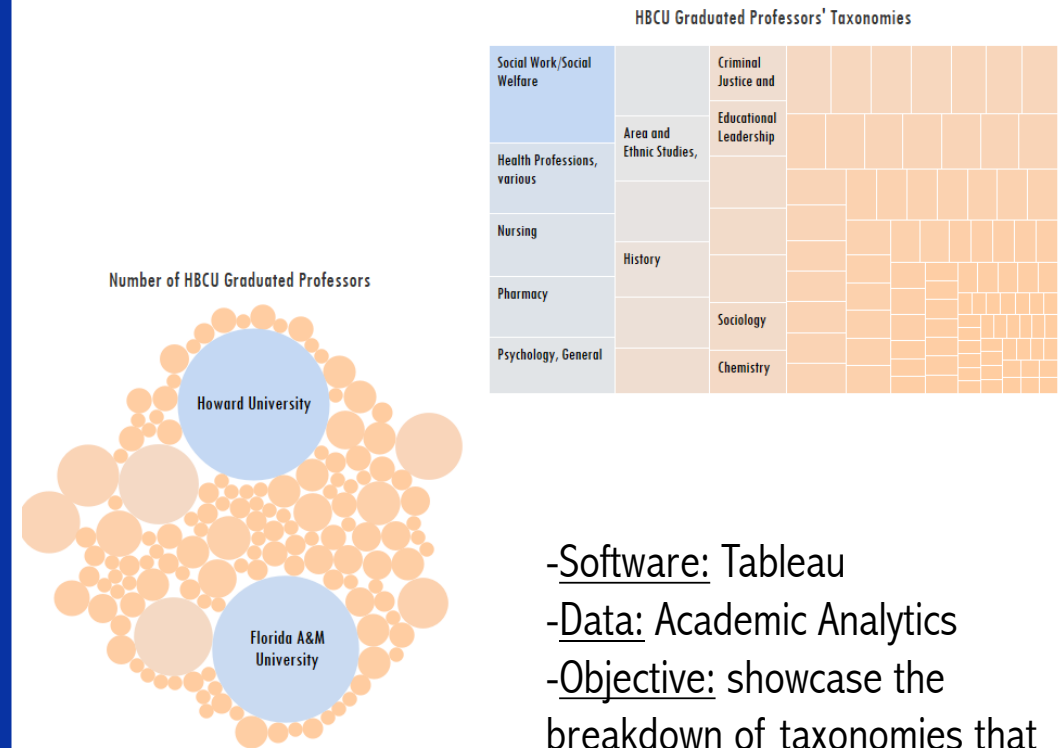 HBCU Graduated Professors' Taxonomies
Social Work/Social
Welfare
Health Professions,
various
Nursing
Pharmacy
Psychology, General
Area and
Ethnic Studies,
History
Criminal
Justice and
Educational
Leadership
Sociology
Chemistry
Number of HBCU Graduated Professors
Howard University
Florida A&M
University
-Software: Tableau
-Data: Academic Analytics
-Objective: showcase the
breakdown of taxonomies that